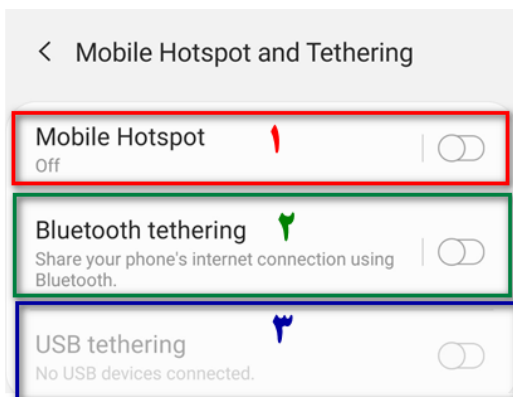 Mobile Hotspot and Tethering
Mobile Hotspot ۱
Off
Bluetooth tethering ۲
Share your phone's internet connection using
Bluetooth.
USB tethering ۳
No USB devices connected.